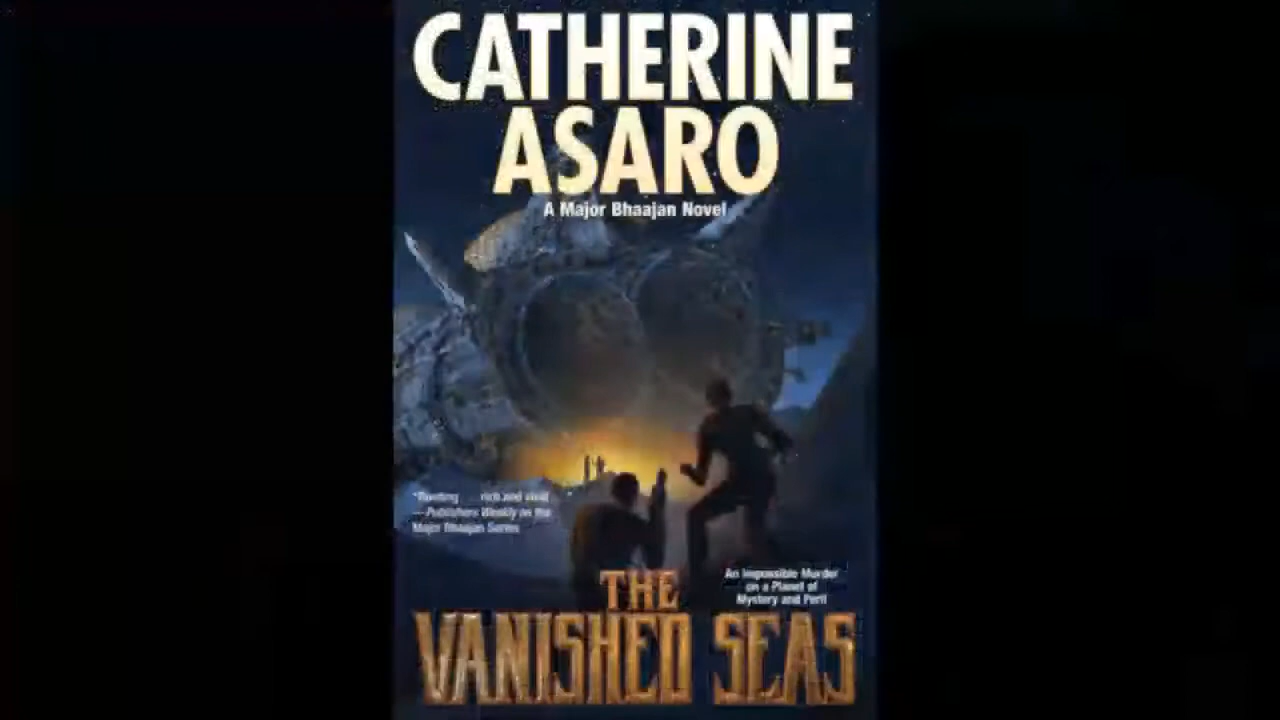 CATHERINE
ASARO
A Major Bhaajan Novel
"Riveting . . . rich and vivid
—Publishers Weekly on the
Major Bhaajan Series
An Impossible Murder
on a Planet of
Mystery and Peril
THE
VANISHED SEAS